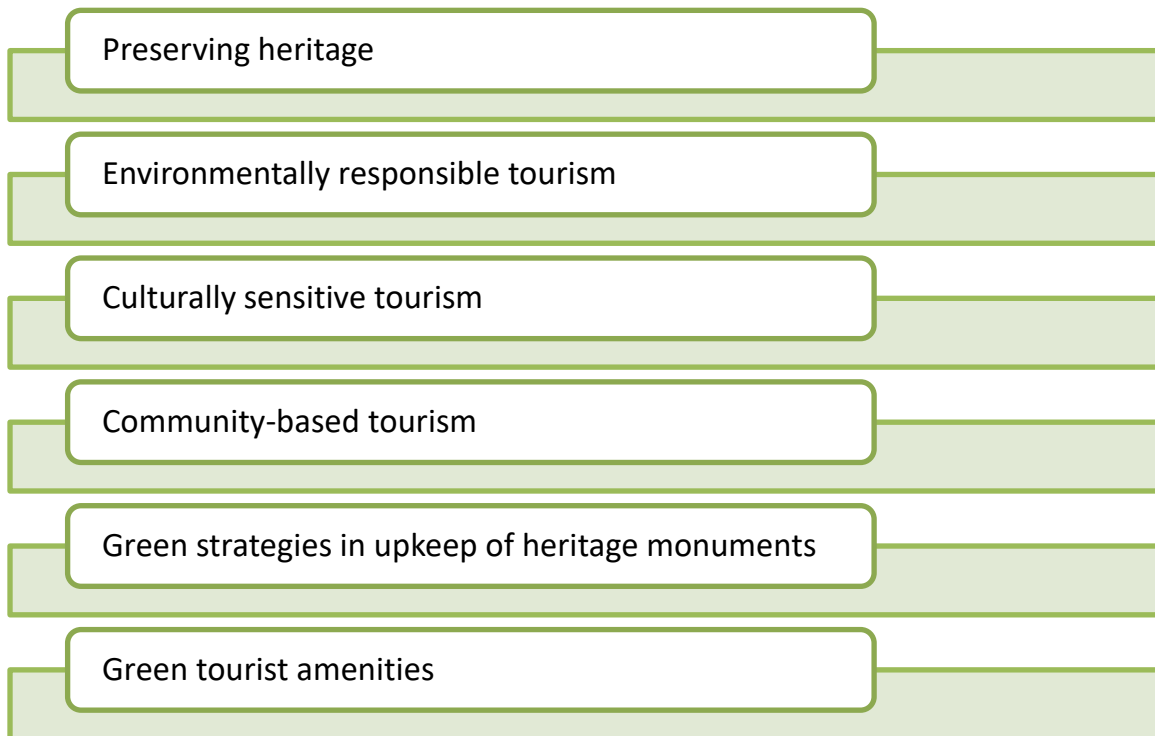 Preserving heritage
Environmentally responsible tourism
Culturally sensitive tourism
Community-based tourism
Green strategies in upkeep of heritage monuments
Green tourist amenities